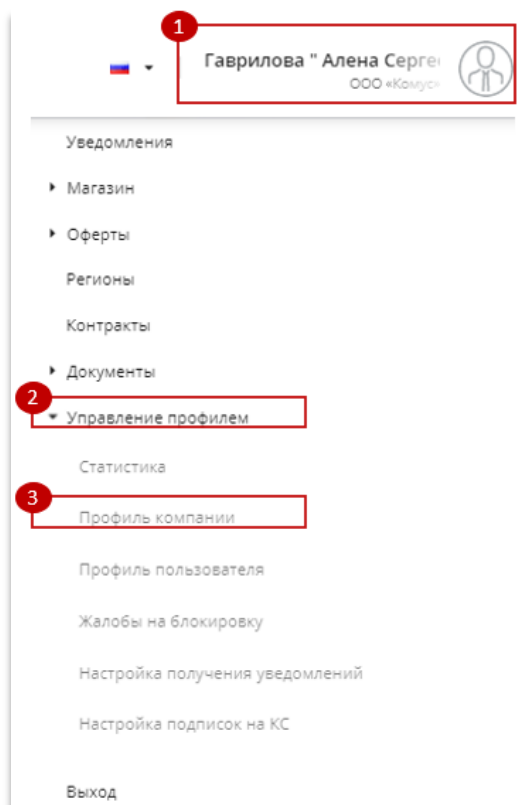 1
Гаврилова " Алена Серге
ООО «Комус»
Уведомления
Магазин
Оферты
Регионы
Контракты
Документы
2
Управление профилем
Статистика
3
Профиль компании
Профиль пользователя
Жалобы на блокировку
Настройка получения уведомлений
Настройка подписок на КС
Выход